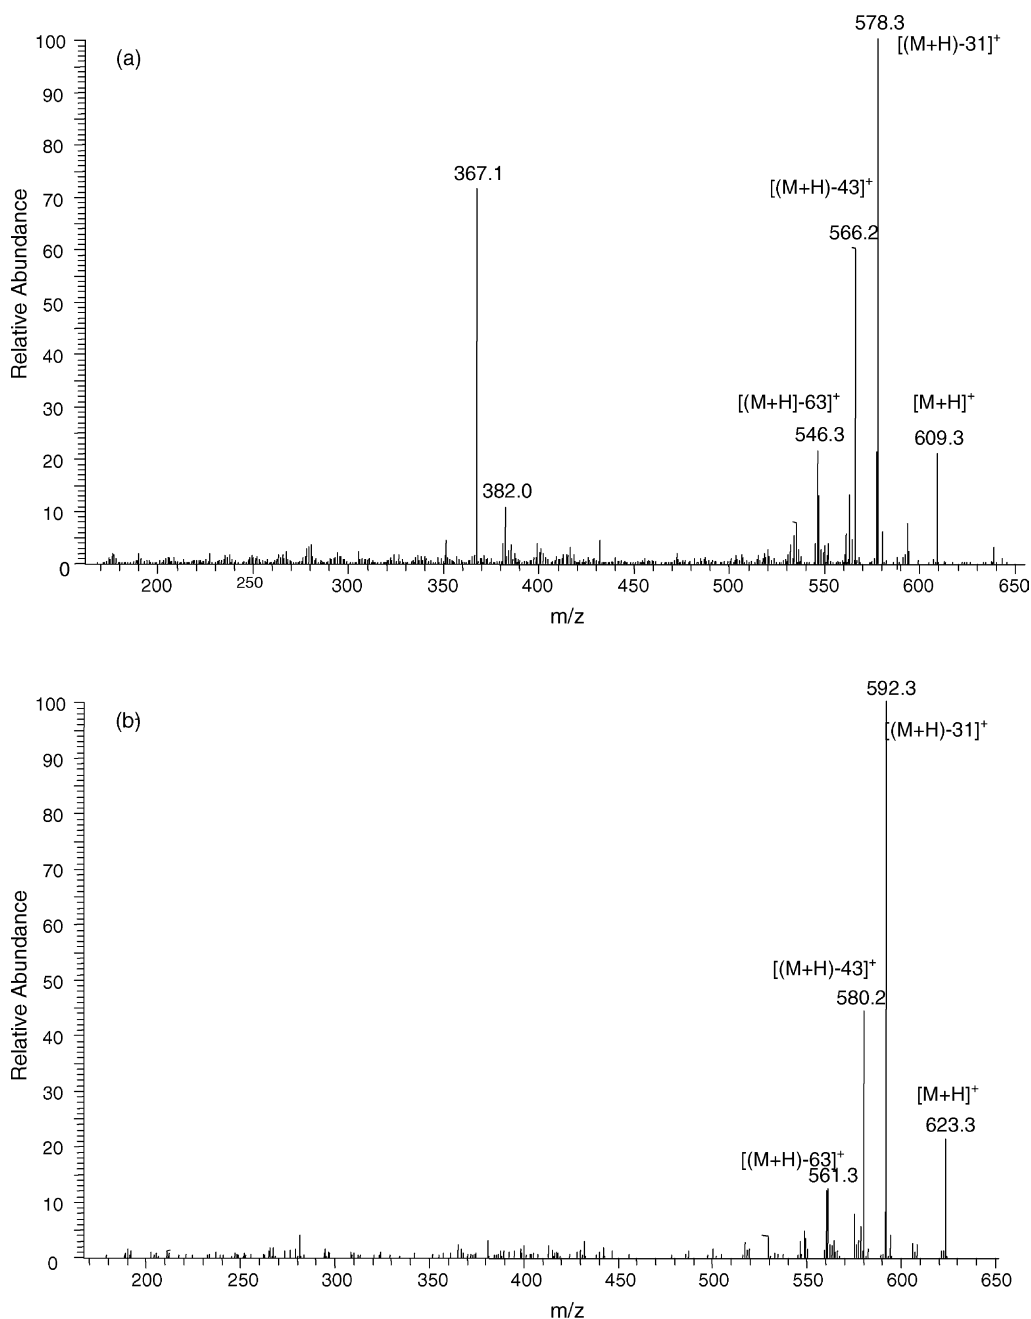 578.3
[(M+H)-31]+
(a)
367.1
[(M+H)-43]+
566.2
[(M+H]-63]+
546.3
[M+H]+
609.3
382.0
100
90
80
70
60
50
40
30
20
10
0
Relative Abundance
200 250 300 350 400 450 500 550 600 650
m/z
592.3
[(M+H)-31]+
(b)
[(M+H)-43]+
580.2
[M+H]+
623.3
[(M+H)-63]+
561.3
100
90
80
70
60
50
40
30
20
10
0
Relative Abundance
200 250 300 350 400 450 500 550 600 650
m/z